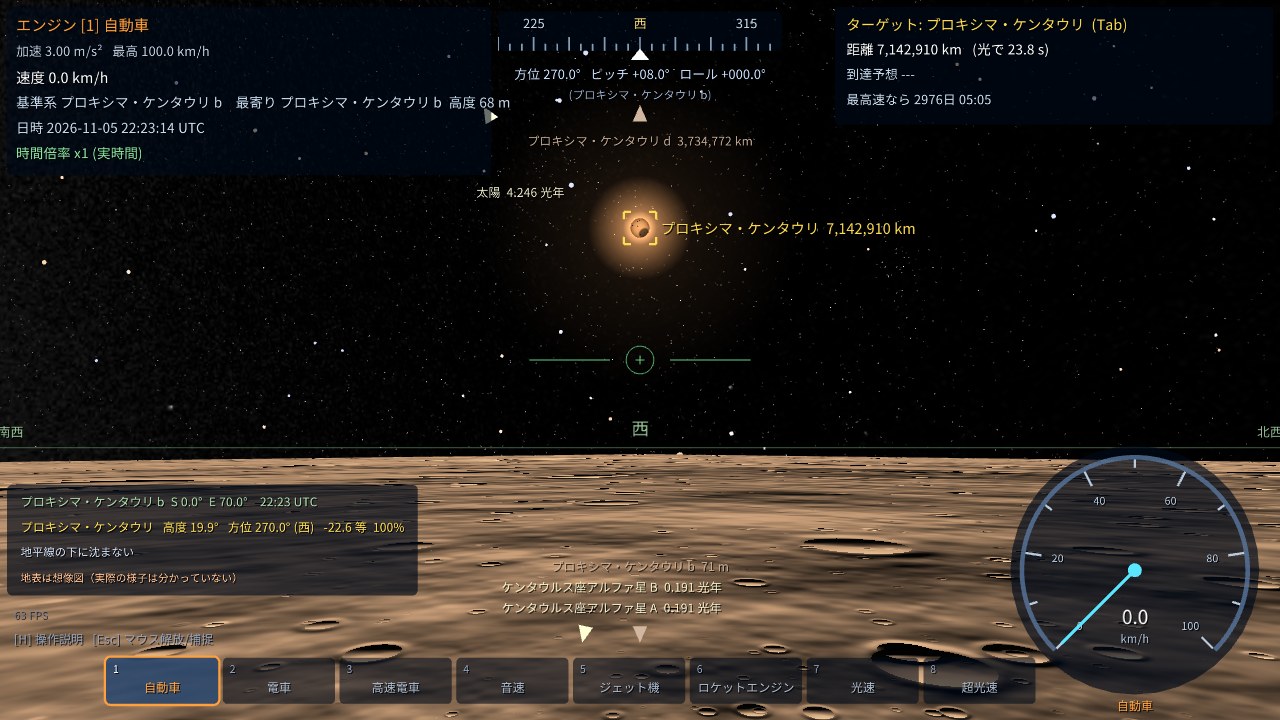 エンジン [1] 自動車
加速 3.00 m/s² 最高 100.0 km/h
速度 0.0 km/h
基準系 プロキシマ・ケンタウリ b 最寄り プロキシマ・ケンタウリ b 高度 68 m
日時 2026-11-05 22:23:14 UTC
時間倍率 x1 (実時間)
225 西 315
方位 270.0° ピッチ +08.0° ロール +000.0°
(プロキシマ・ケンタウリ b)
ターゲット: プロキシマ・ケンタウリ (Tab)
距離 7,142,910 km (光で 23.8 s)
到達予想 ---
最高速なら 2976日 05:05
プロキシマ・ケンタウリ d 3,734,772 km
太陽 4.246 光年
プロキシマ・ケンタウリ 7,142,910 km
南西
西
北西
プロキシマ・ケンタウリ b S 0.0° E 70.0° 22:23 UTC
プロキシマ・ケンタウリ 高度 19.9° 方位 270.0° (西) -22.6 等 100%
地平線の下に沈まない
地表は想像図（実際の様子は分かっていない）
プロキシマ・ケンタウリ b 71 m
ケンタウルス座アルファ星 B 0.191 光年
ケンタウルス座アルファ星 A 0.191 光年
63 FPS
[H] 操作説明 [Esc] マウス解放/捕捉
0 20 40 60 80 100
0.0
km/h
自動車
1 自動車
2 電車
3 高速電車
4 音速
5 ジェット機
6 ロケットエンジン
7 光速
8 超光速